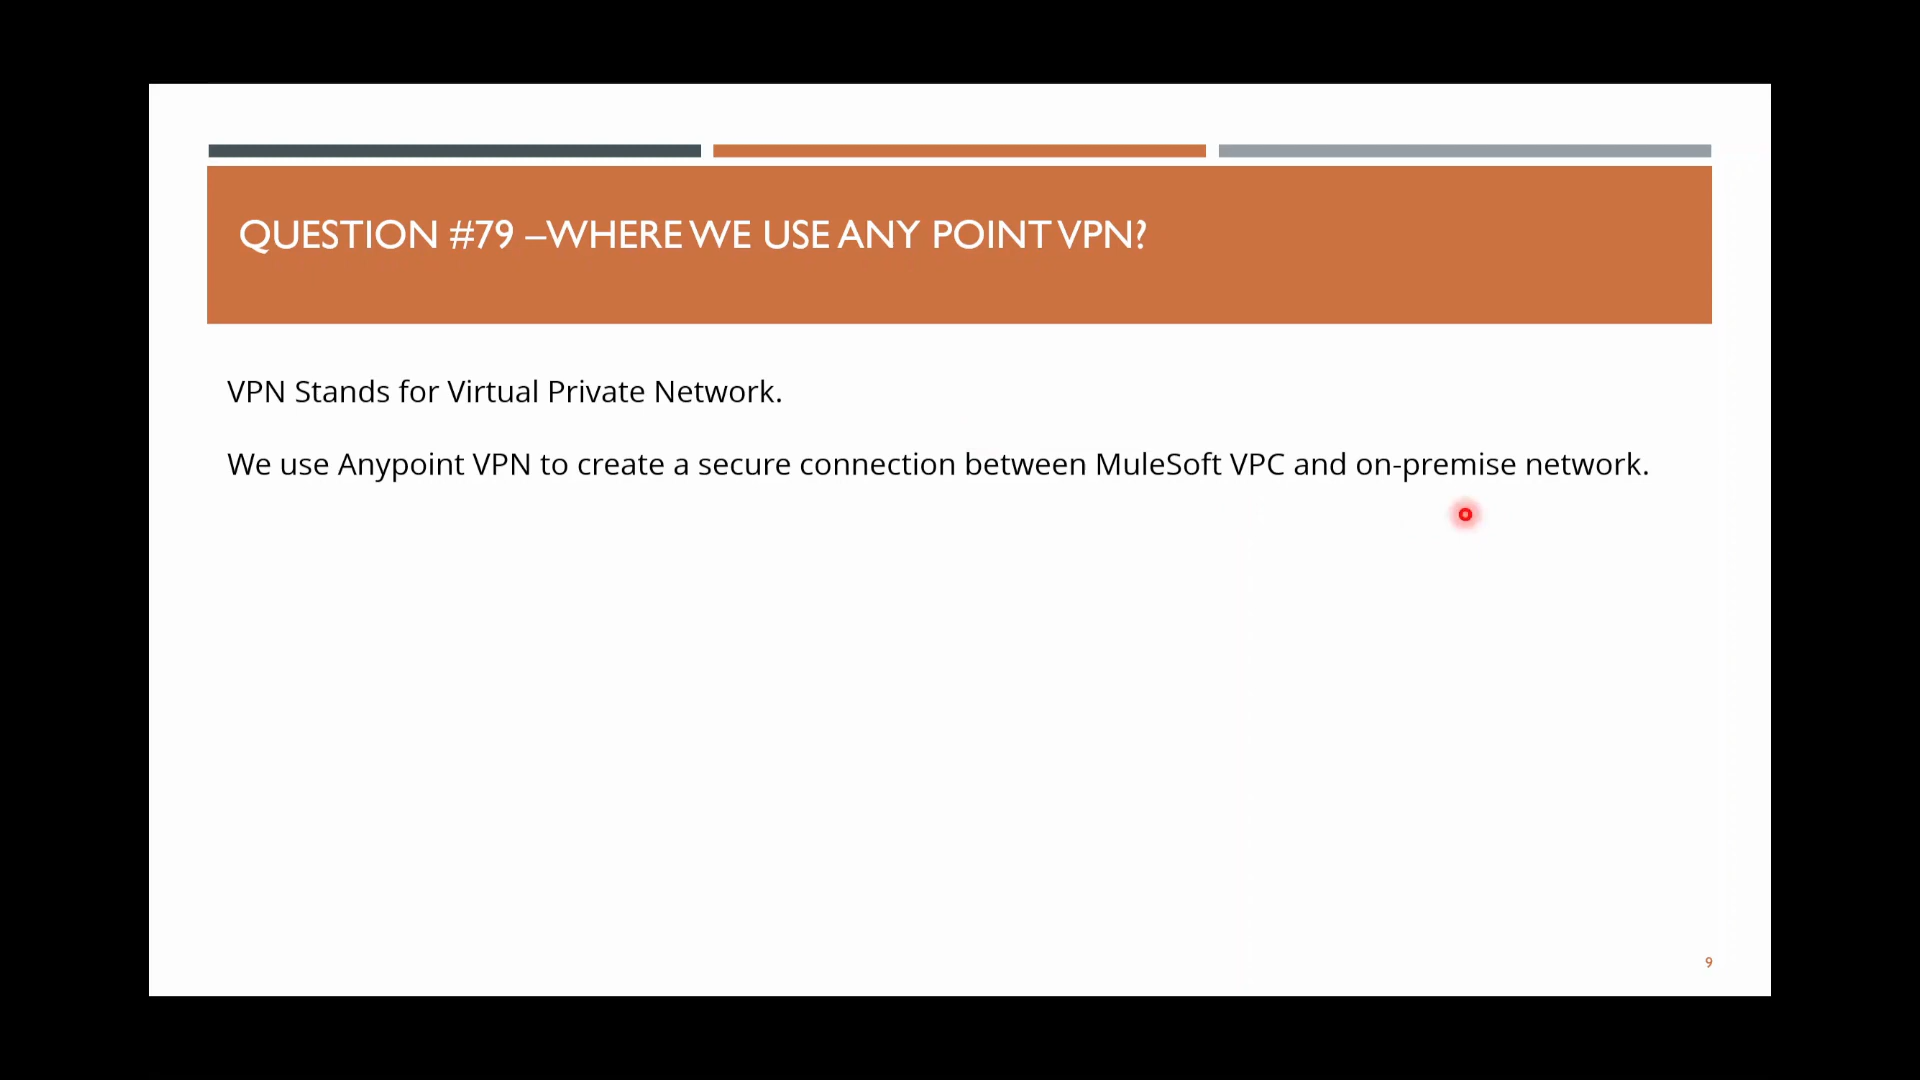 QUESTION #79 –WHERE WE USE ANY POINT VPN?
VPN Stands for Virtual Private Network.
We use Anypoint VPN to create a secure connection between MuleSoft VPC and on-premise network.
9